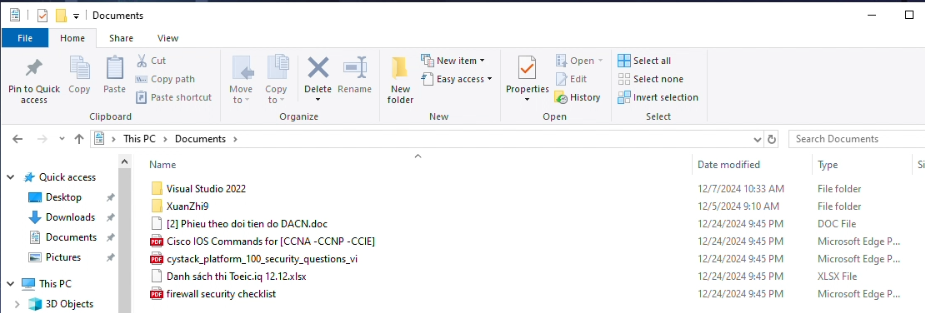 Documents
File Home Share View
Pin to Quick access
Copy
Paste
Cut
Copy path
Paste shortcut
Clipboard
Move to
Copy to
Delete
Rename
Organize
New folder
New item
Easy access
New
Properties
Open
Edit
History
Open
Select all
Select none
Invert selection
Select
This PC > Documents >
Search Documents
Name Date modified Type Si
Quick access
Desktop
Downloads
Documents
Pictures
This PC
3D Objects
Visual Studio 2022 12/7/2024 10:33 AM File folder
XuanZhi9 12/5/2024 9:10 AM File folder
[2] Phieu theo doi tien do DACN.doc 12/24/2024 9:45 PM DOC File
PDF Cisco IOS Commands for [CCNA -CCNP -CCIE] 12/24/2024 9:45 PM Microsoft Edge P...
PDF cystack_platform_100_security_questions_vi 12/24/2024 9:45 PM Microsoft Edge P...
Danh sách thi Toeic.iq 12.12.xlsx 12/24/2024 9:45 PM XLSX File
PDF firewall security checklist 12/24/2024 9:45 PM Microsoft Edge P...